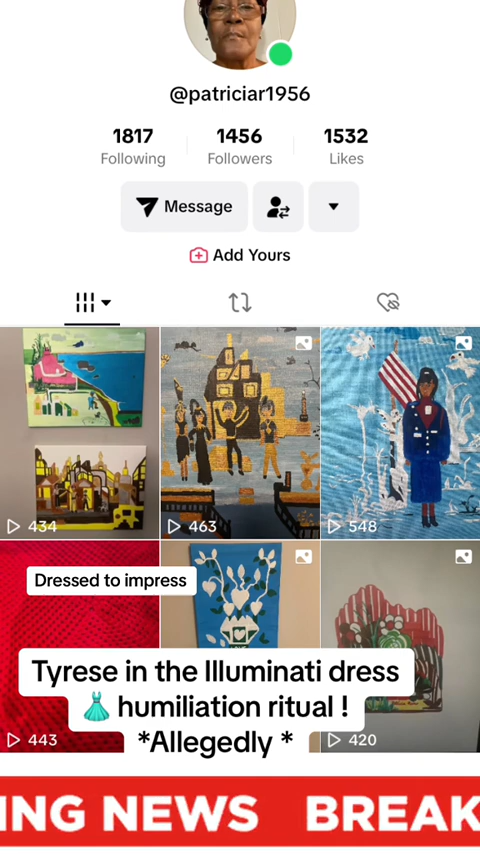 @patriciar1956
1817
1456
1532
Following
Followers
Likes
Message
Add Yours
434
463
548
Dressed to impress
Tyrese in the Illuminati dress
👗 humiliation ritual !
*Allegedly *
443
420
ING NEWS BREAK